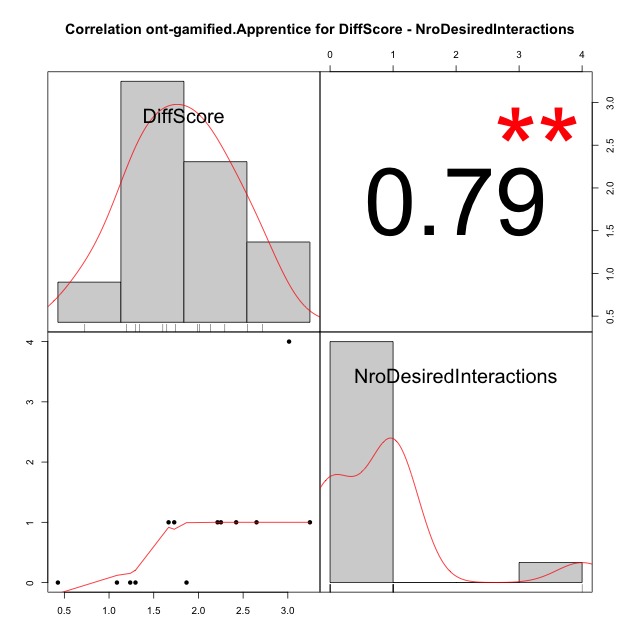 Correlation ont-gamified.Apprentice for DiffScore - NroDesiredInteractions
0 1 2 3 4
DiffScore
**
0.79
3.0
2.5
2.0
1.5
1.0
0.5
4
3
2
1
0
NroDesiredInteractions
0.5 1.0 1.5 2.0 2.5 3.0